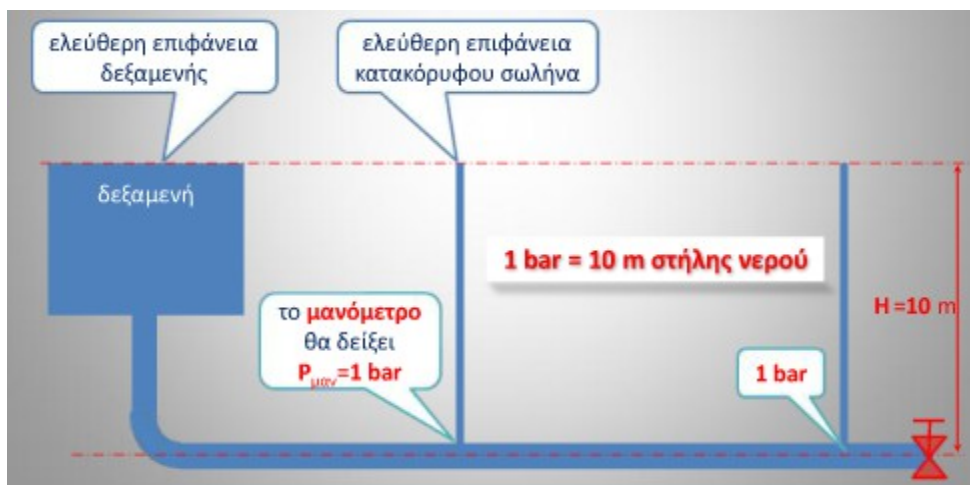 ελεύθερη επιφάνεια
δεξαμενής
ελεύθερη επιφάνεια
κατακόρυφου σωλήνα
δεξαμενή
1 bar = 10 m στήλης νερού
το μανόμετρο
θα δείξει
Pμαν=1 bar
H =10 m
1 bar